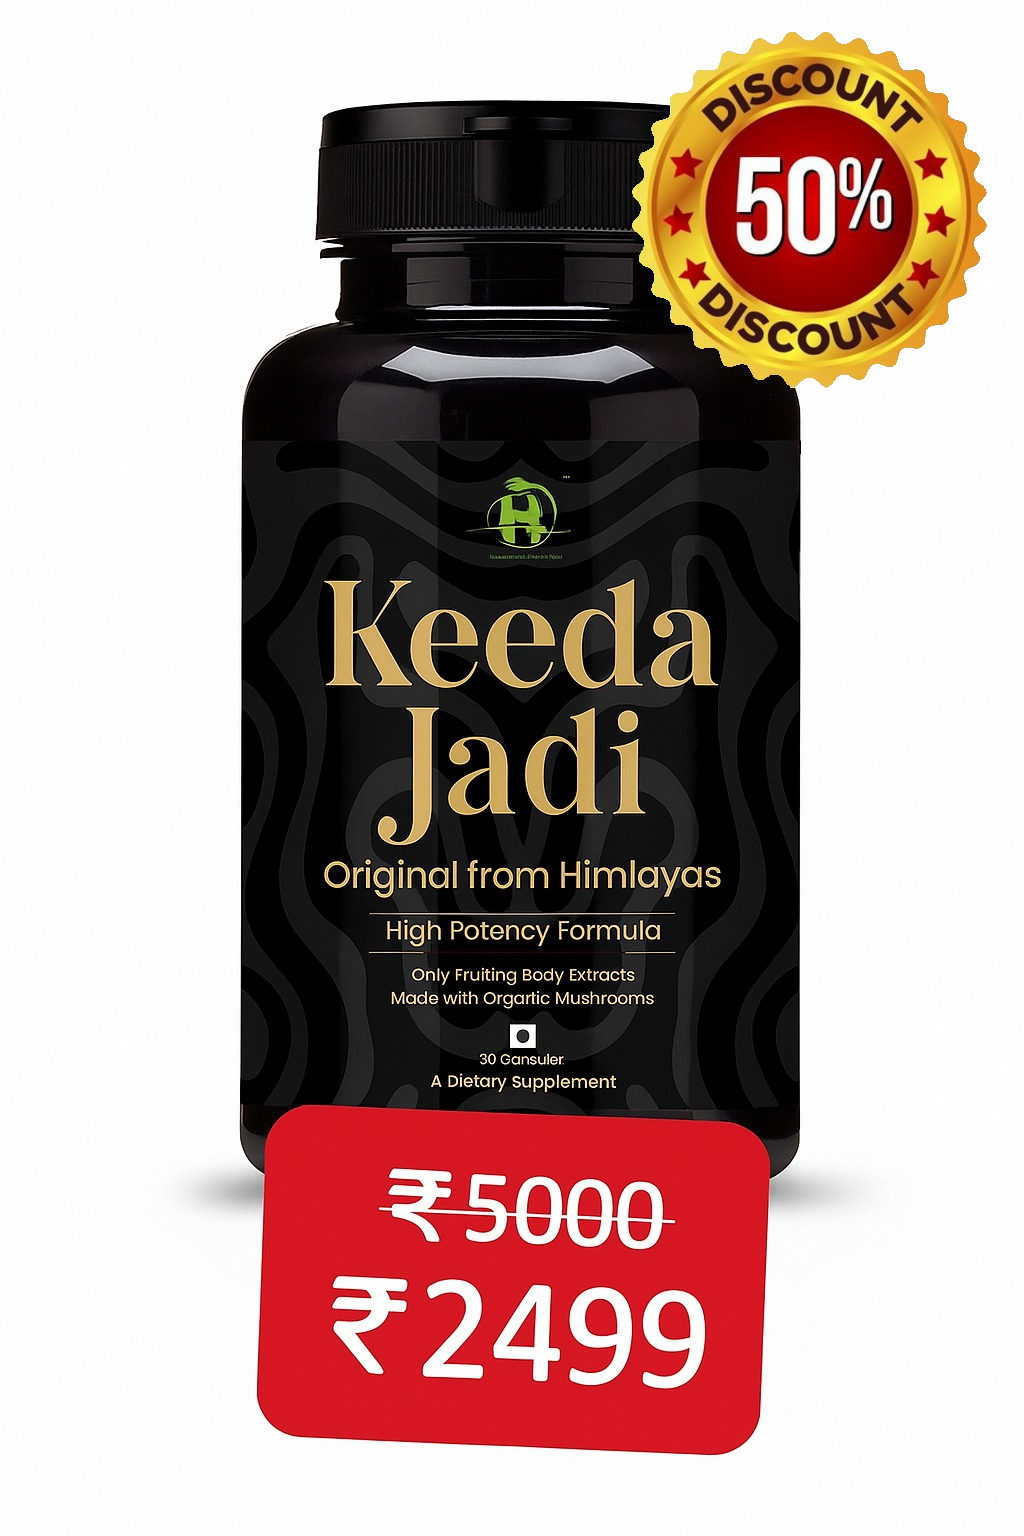 DISCOUNT
50%
DISCOUNT
H
Keeda
Jadi
Original from Himlayas
High Potency Formula
Only Fruiting Body Extracts
Made with Orgartic Mushrooms
30 Gansuler
A Dietary Supplement
₹5000
₹2499